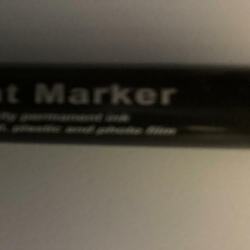 Marker
permanent ink
plastic and photo film